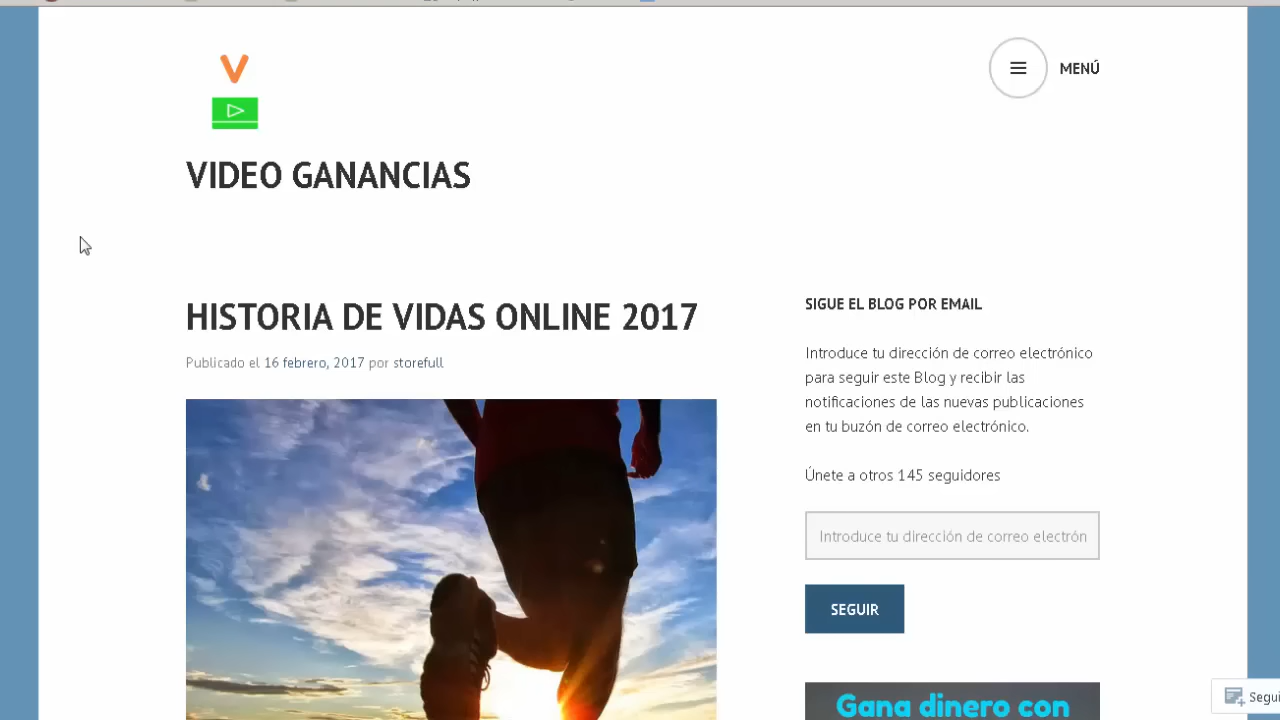 V
MENÚ
VIDEO GANANCIAS
HISTORIA DE VIDAS ONLINE 2017
Publicado el 16 febrero, 2017 por storefull
SIGUE EL BLOG POR EMAIL
Introduce tu dirección de correo electrónico
para seguir este Blog y recibir las
notificaciones de las nuevas publicaciones
en tu buzón de correo electrónico.
Únete a otros 145 seguidores
Introduce tu dirección de correo electrón
SEGUIR
Gana dinero con
Segui